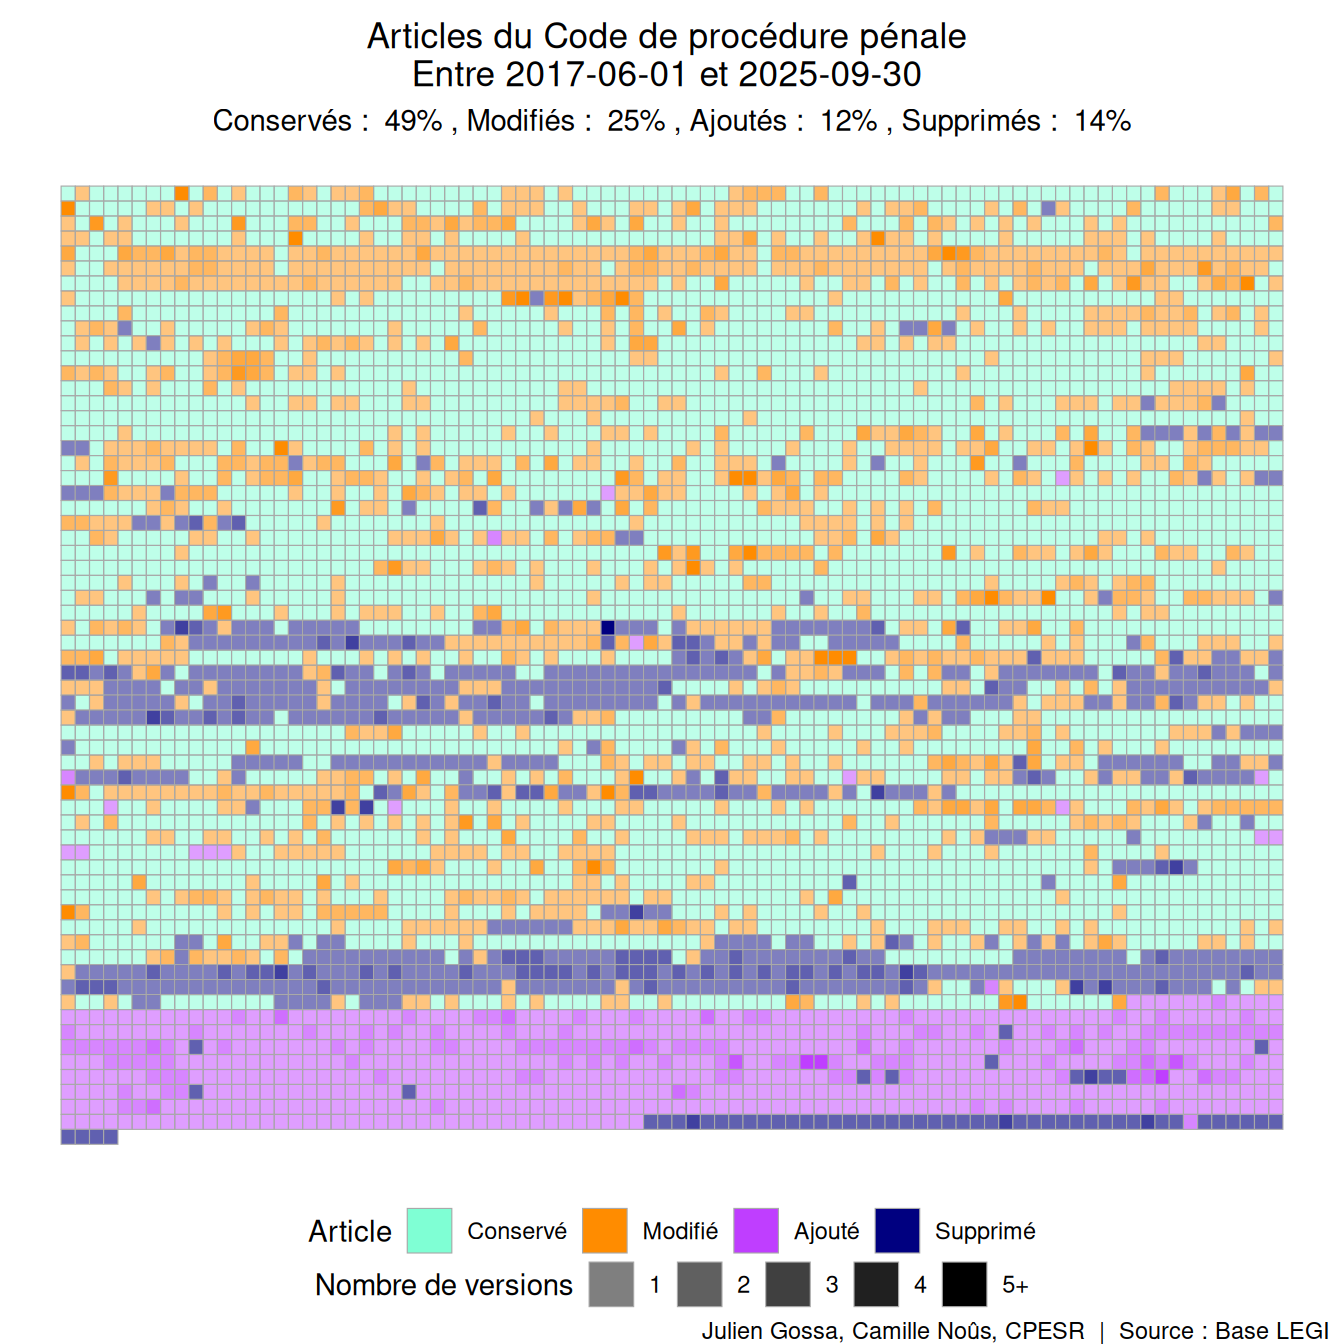 Articles du Code de procédure pénale
Entre 2017-06-01 et 2025-09-30
Conservés :  49% , Modifiés :  25% , Ajoutés :  12% , Supprimés :  14%
Article Conservé Modifié Ajouté Supprimé
Nombre de versions 1 2 3 4 5+
Julien Gossa, Camille Noûs, CPESR | Source : Base LEGI